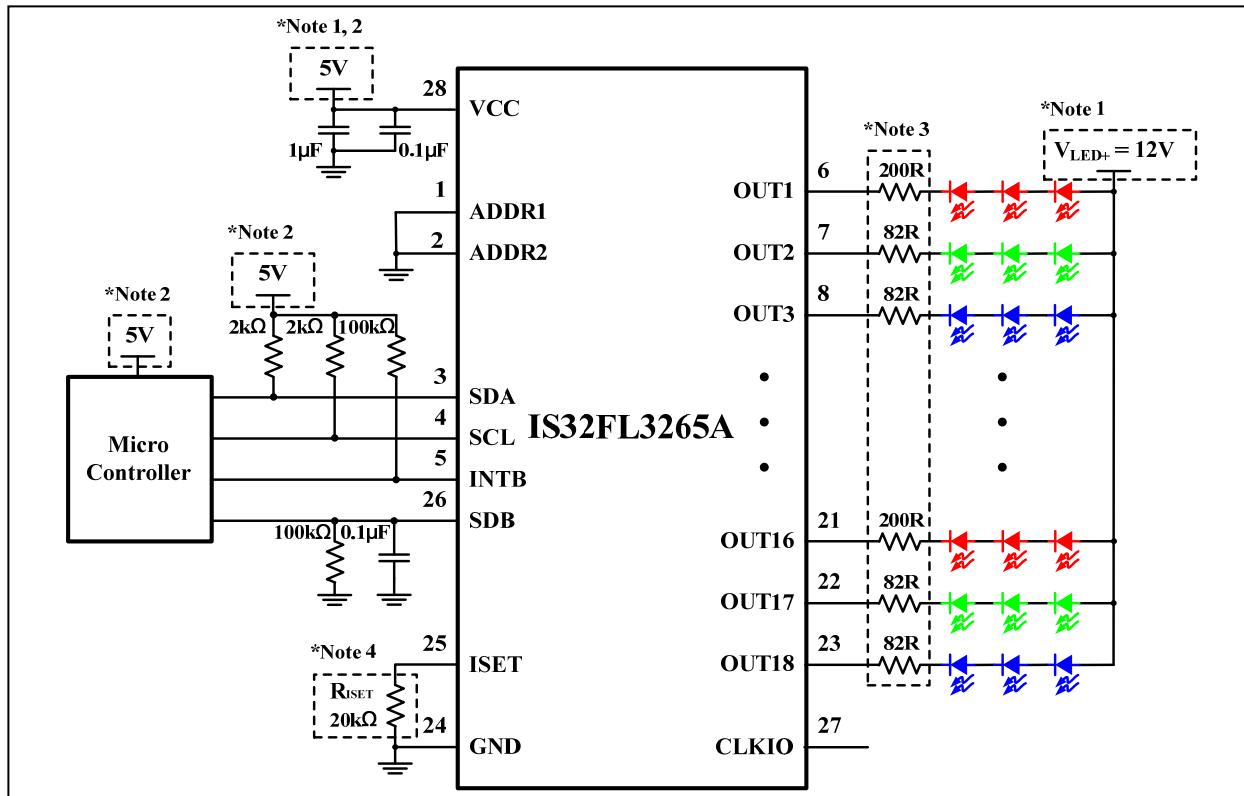 *Note 1, 2
5V
28
VCC
1μF
0.1μF
1
ADDR1
2
ADDR2
*Note 2
5V
2kΩ
2kΩ
100kΩ
*Note 2
5V
Micro
Controller
3
SDA
4
SCL
5
INTB
26
SDB
100kΩ
0.1μF
*Note 4
RISET
20kΩ
25
ISET
24
GND
IS32FL3265A
*Note 3
*Note 1
VLED+ = 12V
OUT1
6
200R
OUT2
7
82R
OUT3
8
82R
OUT16
21
200R
OUT17
22
82R
OUT18
23
82R
CLKIO
27